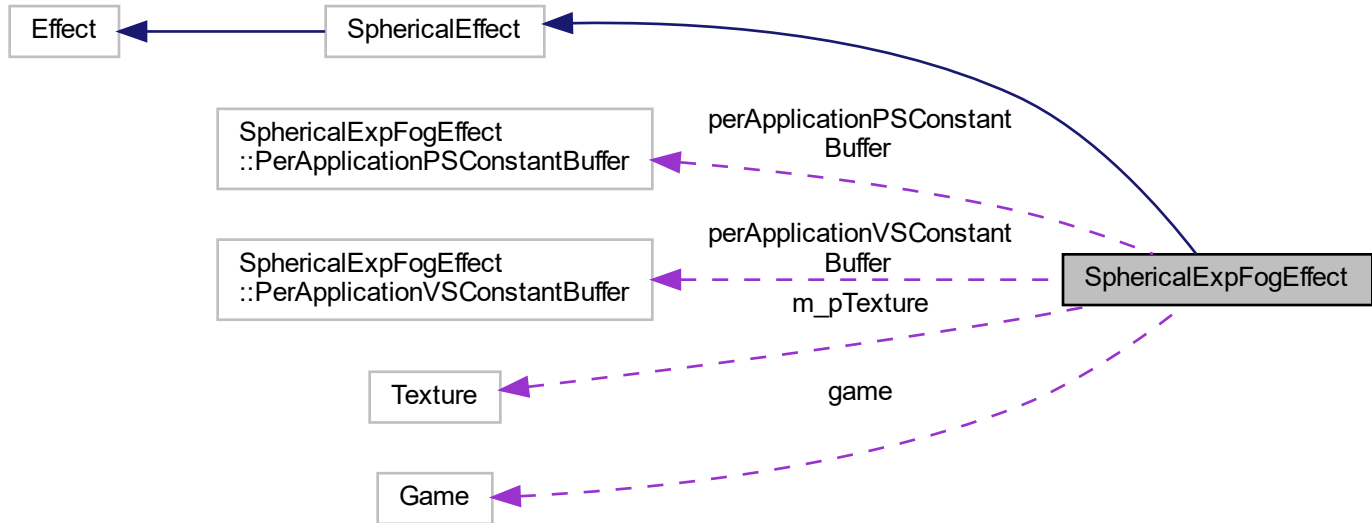 Effect
SphericalEffect
SphericalExpFogEffect
::PerApplicationPSConstantBuffer
perApplicationPSConstant
Buffer
SphericalExpFogEffect
::PerApplicationVSConstantBuffer
perApplicationVSConstant
Buffer
SphericalExpFogEffect
m_pTexture
Texture
game
Game